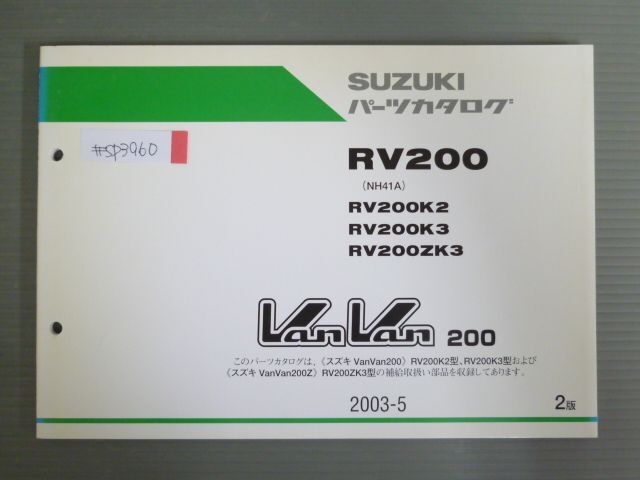 SUZUKI
パーツカタログ
#SP3960
RV200
(NH41A)
RV200K2
RV200K3
RV200ZK3
VanVan 200
このパーツカタログは、《スズキ VanVan200》 RV200K2型、RV200K3型および
《スズキ VanVan200Z》 RV200ZK3型の補給取扱い部品を収録してあります。
2003-5
2版